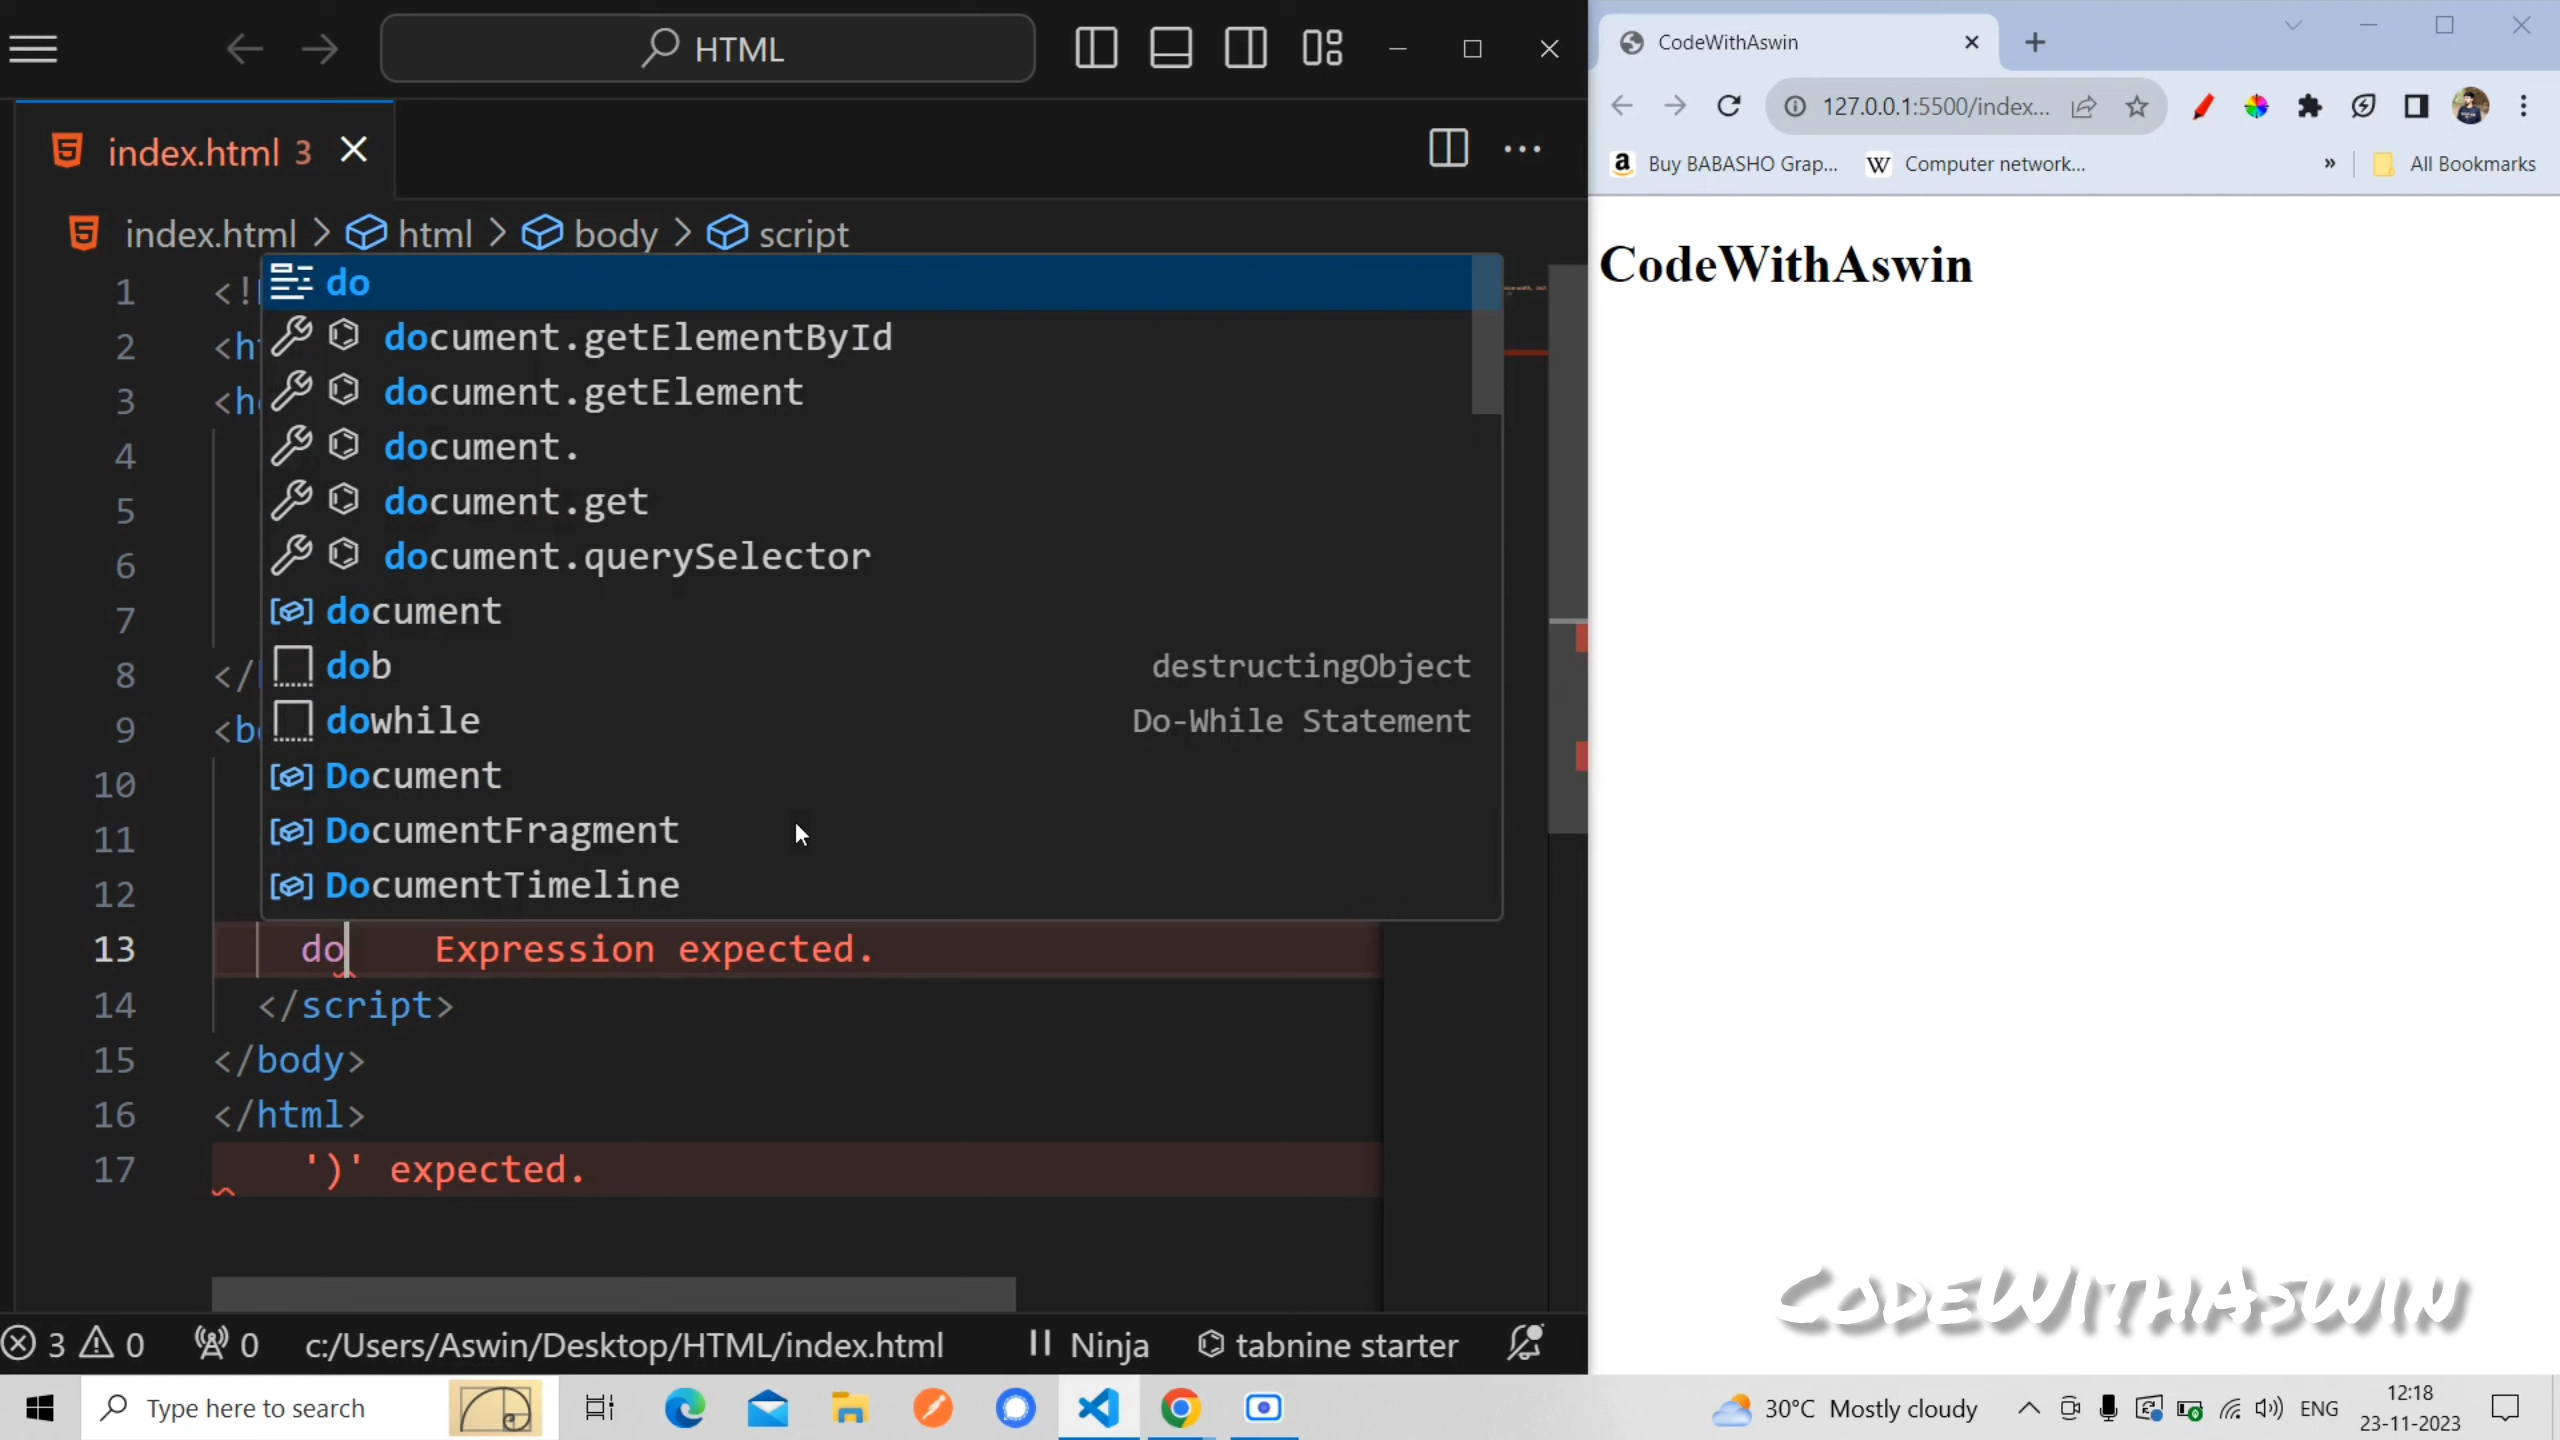 HTML
index.html 3
index.html > html > body > script
1 <!
2 <h
3 <h
4
5
6
7
8 </
9 <b
10
11
12
do
document.getElementById
document.getElement
document.
document.get
document.querySelector
document
dob destructingObject
dowhile Do-While Statement
Document
DocumentFragment
DocumentTimeline
13 do Expression expected.
14 </script>
15 </body>
16 </html>
17 ')' expected.
3 0 0 c:/Users/Aswin/Desktop/HTML/index.html Ninja tabnine starter
CodeWithAswin
127.0.0.1:5500/index...
Buy BABASHO Grap... Computer network... » All Bookmarks
CodeWithAswin
CodeWithAswin
Type here to search
30°C Mostly cloudy ENG
12:18
23-11-2023